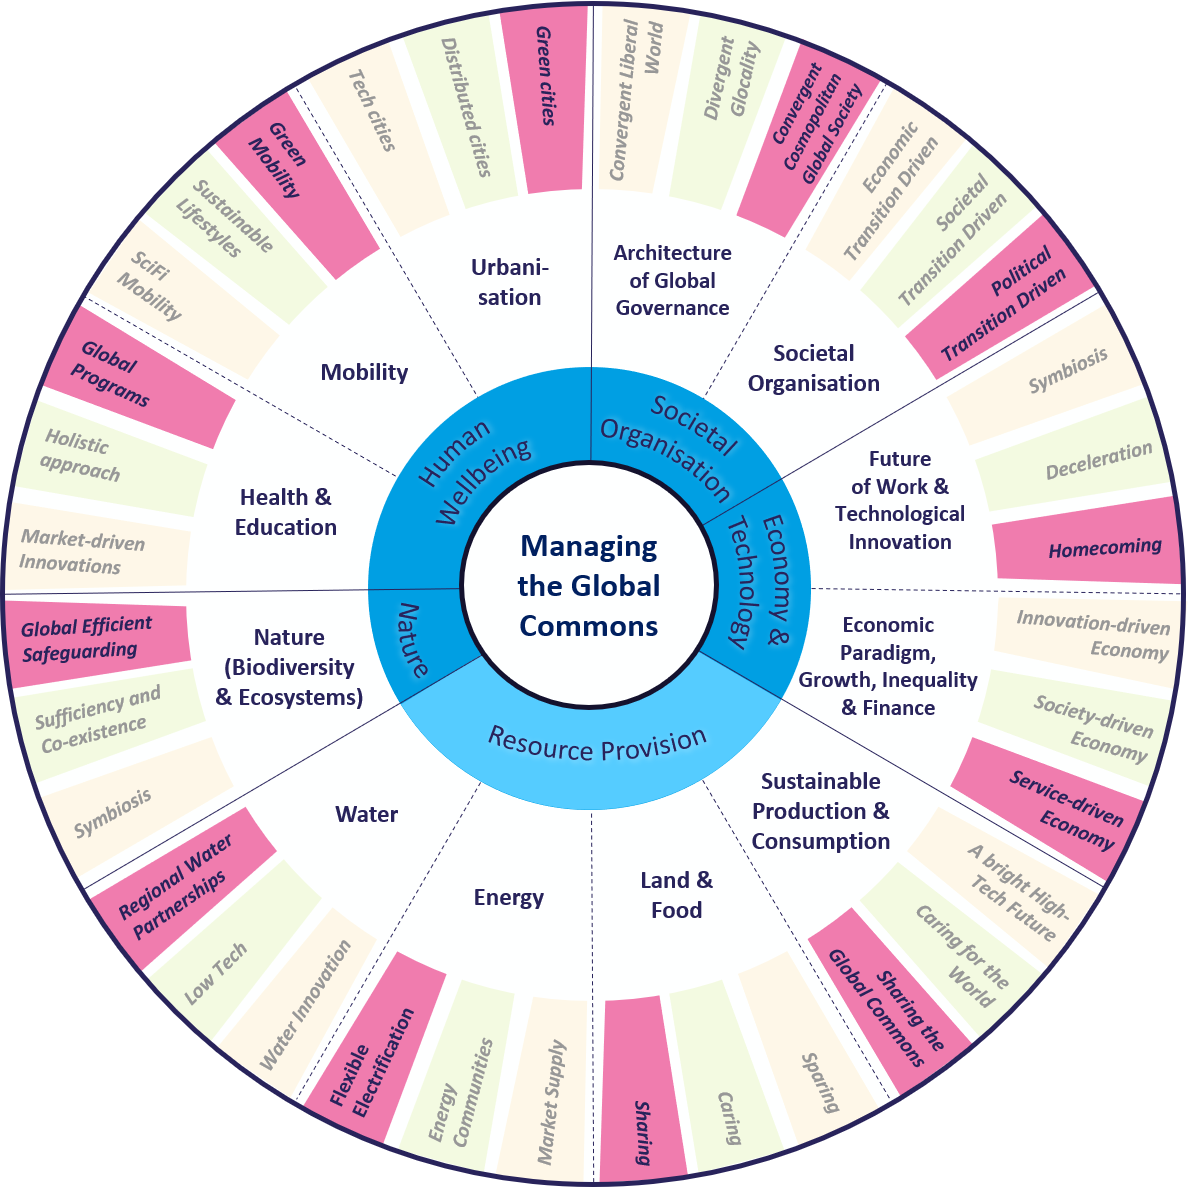 Managing
the Global
Commons
Societal
Organisation
Economy &
Technology
Resource Provision
Nature
Human
Wellbeing
Architecture
of Global
Governance
Convergent Liberal
World
Divergent
Glocality
Convergent
Cosmopolitan
Global Society
Societal
Organisation
Economic
Transition Driven
Societal
Transition Driven
Political
Transition Driven
Future
of Work &
Technological
Innovation
Symbiosis
Deceleration
Homecoming
Economic
Paradigm,
Growth, Inequality
& Finance
Innovation-driven
Economy
Society-driven
Economy
Service-driven
Economy
Sustainable
Production &
Consumption
A bright High-
Tech Future
Caring for the
World
Sharing the
Global Commons
Land &
Food
Sparing
Caring
Sharing
Energy
Market Supply
Energy
Communities
Flexible
Electrification
Water
Water Innovation
Low Tech
Regional Water
Partnerships
Nature
(Biodiversity
& Ecosystems)
Symbiosis
Sufficiency and
Co-existence
Global Efficient
Safeguarding
Health &
Education
Market-driven
Innovations
Holistic
approach
Global
Programs
Mobility
SciFi
Mobility
Sustainable
Lifestyles
Green
Mobility
Urbani-
sation
Tech cities
Distributed cities
Green cities